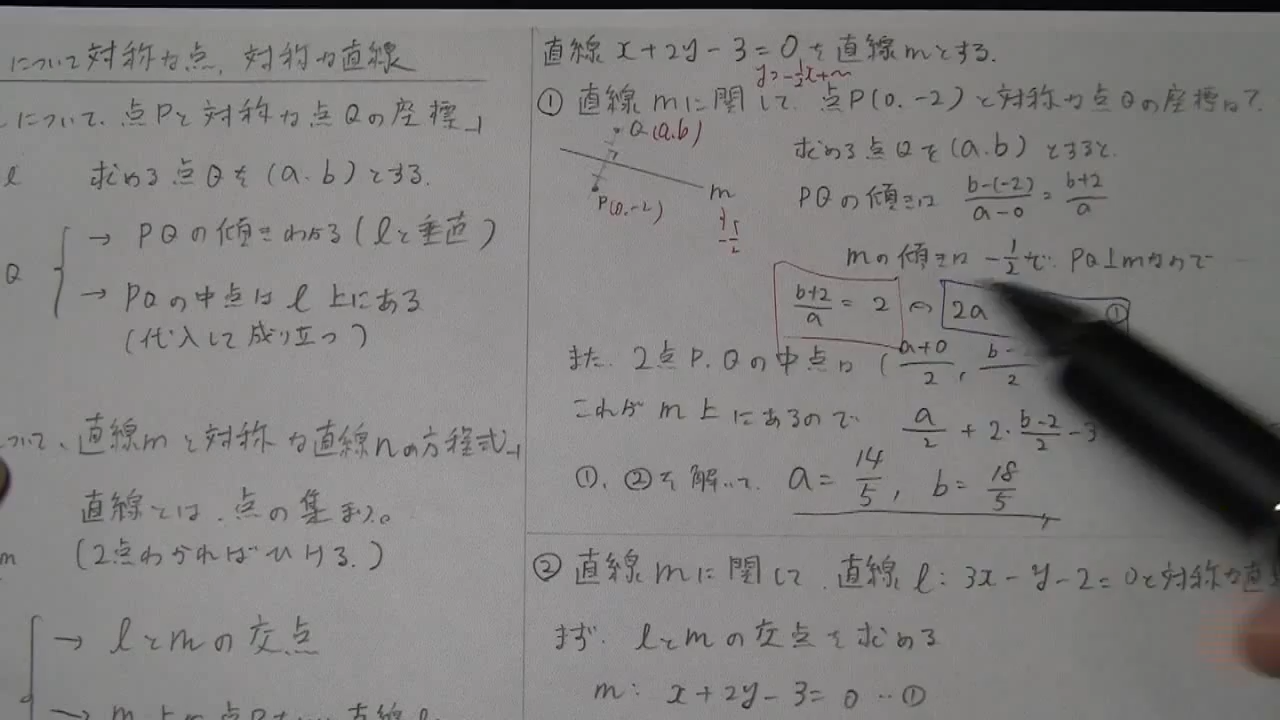 について対称な点、対称な直線
について、点Pと対称な点Qの座標
l 求める点Qを(a.b)とする.
Q
→ PQの傾きわかる(lと垂直)
→ PQの中点はl上にある
(代入して成り立つ)
ついて、直線mと対称な直線nの方程式
直線とは、点の集まり。
(2点わかればひける.)
m
→ lとmの交点
直線x+2y-3=0を直線mとする.
y=-1/2x+~
① 直線mに関して、点P(0.-2)と対称な点Qの座標は?
Q(a.b)
P(0.-2)
m
傾き
-1/2
求める点Qを(a.b)とすると.
PQの傾きは (b-(-2))/(a-0) = (b+2)/a
mの傾きは -1/2で、PQ⊥mなので
(b+2)/a = 2 ⇔ 2a ①
また、2点P.Qの中点は ((a+0)/2, (b-)/2
これがm上にあるので a/2 + 2·(b-2)/2 - 3
①、②を解いて、a = 14/5, b = 18/5
② 直線mに関して、直線l: 3x-y-2=0と対称な直
まず、lとmの交点を求める
m: x+2y-3=0 …①